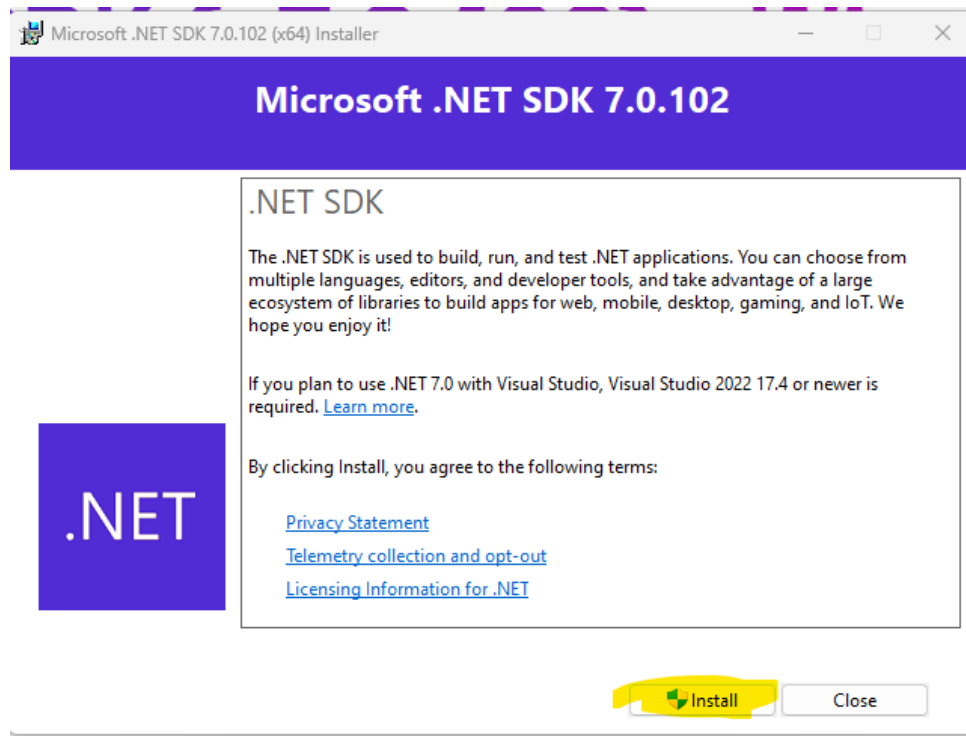 Microsoft .NET SDK 7.0.102 (x64) Installer
Microsoft .NET SDK 7.0.102
.NET SDK
The .NET SDK is used to build, run, and test .NET applications. You can choose from
multiple languages, editors, and developer tools, and take advantage of a large
ecosystem of libraries to build apps for web, mobile, desktop, gaming, and IoT. We
hope you enjoy it!
If you plan to use .NET 7.0 with Visual Studio, Visual Studio 2022 17.4 or newer is
required. Learn more.
By clicking Install, you agree to the following terms:
.NET
Privacy Statement
Telemetry collection and opt-out
Licensing Information for .NET
Install
Close